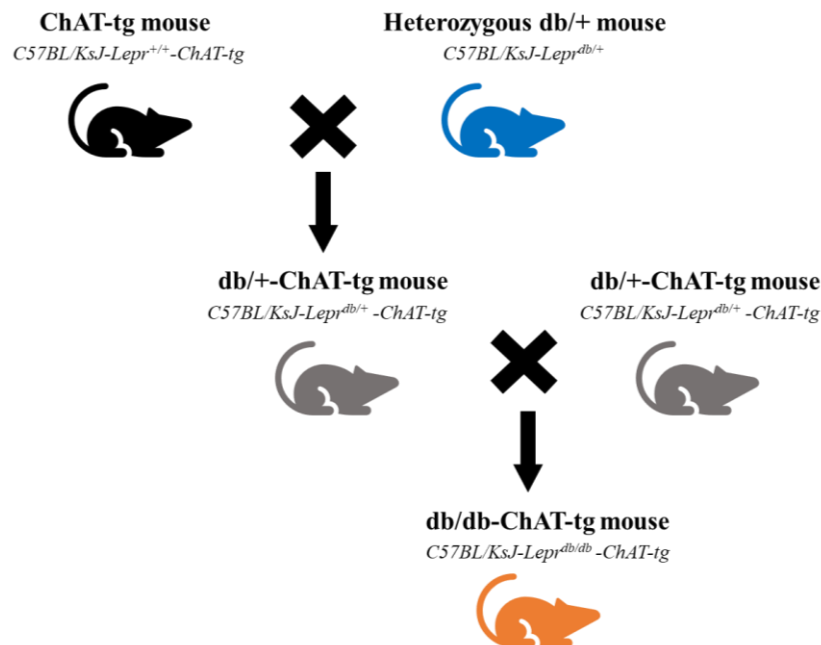 ChAT-tg mouse
C57BL/KsJ-Lepr+/+-ChAT-tg
Heterozygous db/+ mouse
C57BL/KsJ-Leprdb/+
db/+-ChAT-tg mouse
C57BL/KsJ-Leprdb/+ -ChAT-tg
db/+-ChAT-tg mouse
C57BL/KsJ-Leprdb/+ -ChAT-tg
db/db-ChAT-tg mouse
C57BL/KsJ-Leprdb/db -ChAT-tg